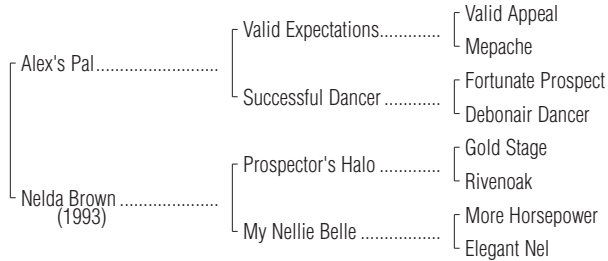 Valid Appeal
Valid Expectations.............
Mepache
Alex's Pal..........................
Fortunate Prospect
Successful Dancer ............
Debonair Dancer
Gold Stage
Prospector's Halo .............
Rivenoak
Nelda Brown .....................
(1993)
More Horsepower
My Nellie Belle .................
Elegant Nel